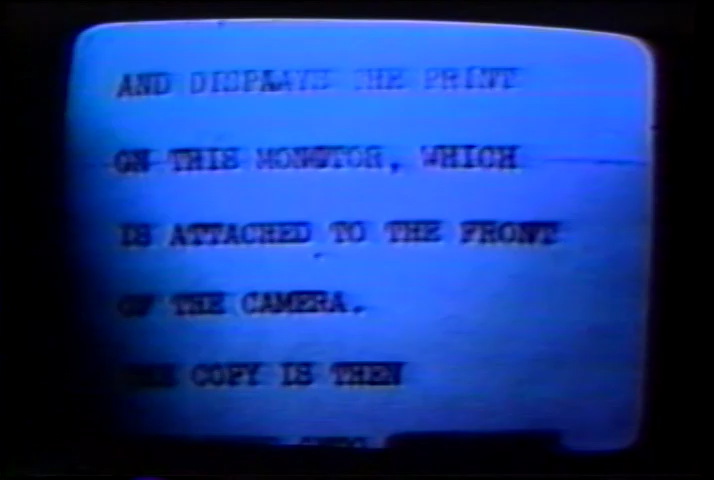 AND DISPLAYS THE PRINT
ON THIS MONITOR, WHICH
IS ATTACHED TO THE FRONT
OF THE CAMERA.
THE COPY IS THEN